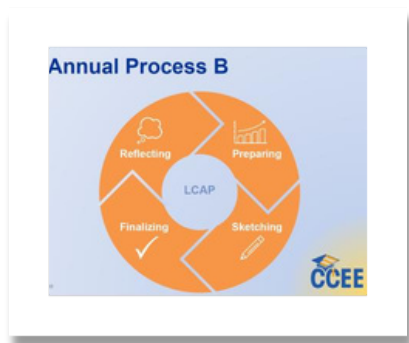 Annual Process B
Reflecting
Preparing
LCAP
Finalizing
Sketching
CCEE